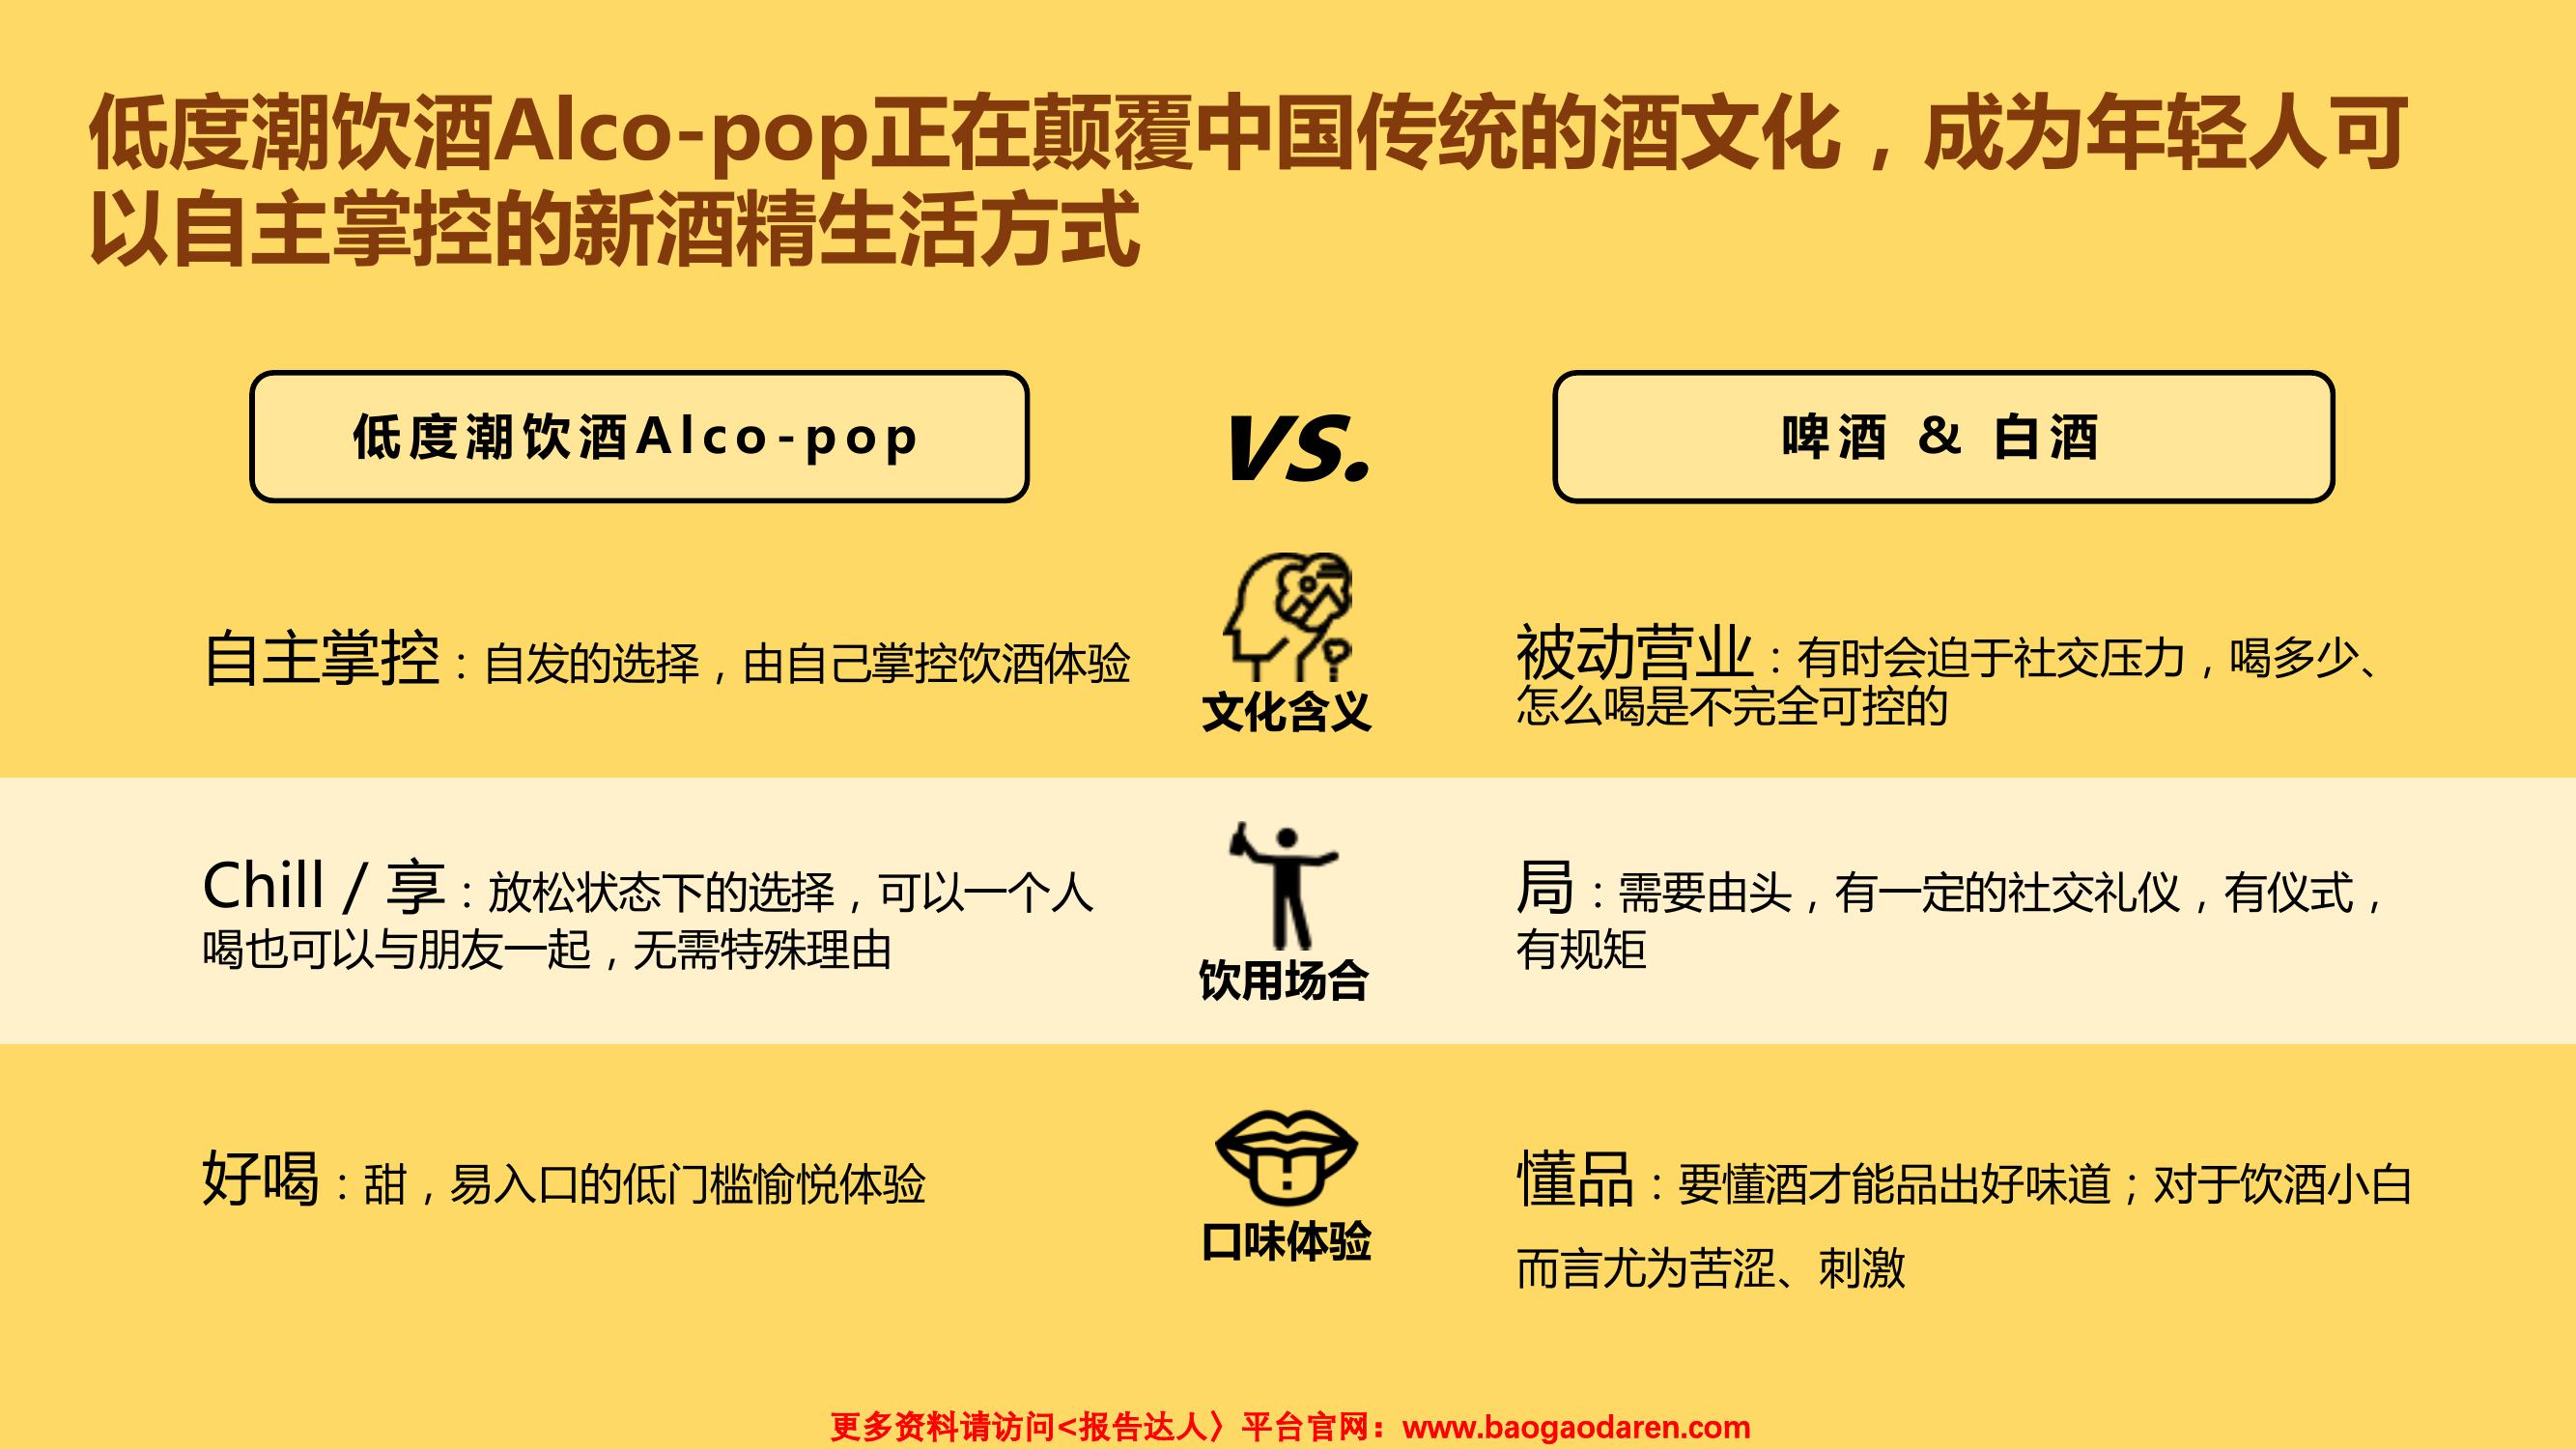 低度潮饮酒Alco-pop正在颠覆中国传统的酒文化，成为年轻人可
以自主掌控的新酒精生活方式
低度潮饮酒Alco-pop
VS.
啤酒 & 白酒
自主掌控：自发的选择，由自己掌控饮酒体验
文化含义
被动营业：有时会迫于社交压力，喝多少、
怎么喝是不完全可控的
Chill / 享：放松状态下的选择，可以一个人
喝也可以与朋友一起，无需特殊理由
饮用场合
局：需要由头，有一定的社交礼仪，有仪式，
有规矩
好喝：甜，易入口的低门槛愉悦体验
口味体验
懂品：要懂酒才能品出好味道；对于饮酒小白
而言尤为苦涩、刺激
更多资料请访问<报告达人〉平台官网：www.baogaodaren.com